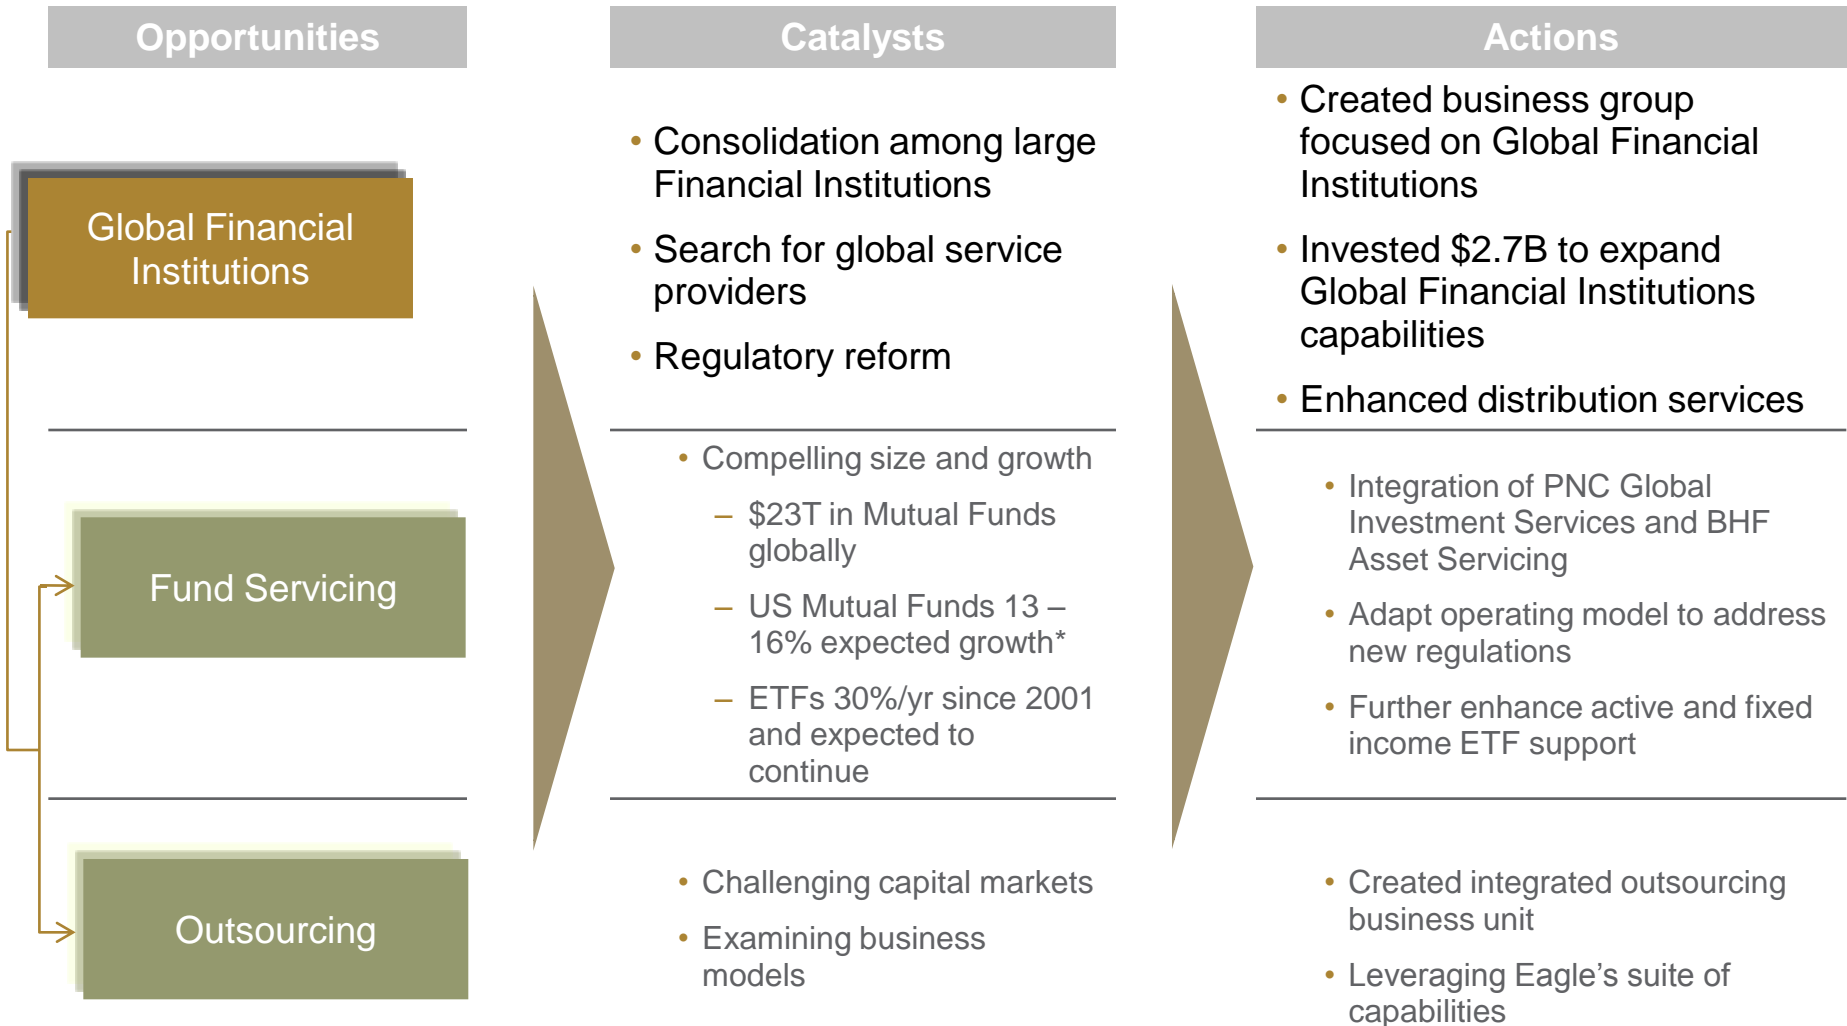 Opportunities
Catalysts
Actions
Global Financial
Institutions
• Consolidation among large
Financial Institutions
• Search for global service
providers
• Regulatory reform
• Created business group
focused on Global Financial
Institutions
• Invested $2.7B to expand
Global Financial Institutions
capabilities
• Enhanced distribution services
Fund Servicing
• Compelling size and growth
– $23T in Mutual Funds
globally
– US Mutual Funds 13 –
16% expected growth*
– ETFs 30%/yr since 2001
and expected to
continue
• Integration of PNC Global
Investment Services and BHF
Asset Servicing
• Adapt operating model to address
new regulations
• Further enhance active and fixed
income ETF support
Outsourcing
• Challenging capital markets
• Examining business
models
• Created integrated outsourcing
business unit
• Leveraging Eagle’s suite of
capabilities